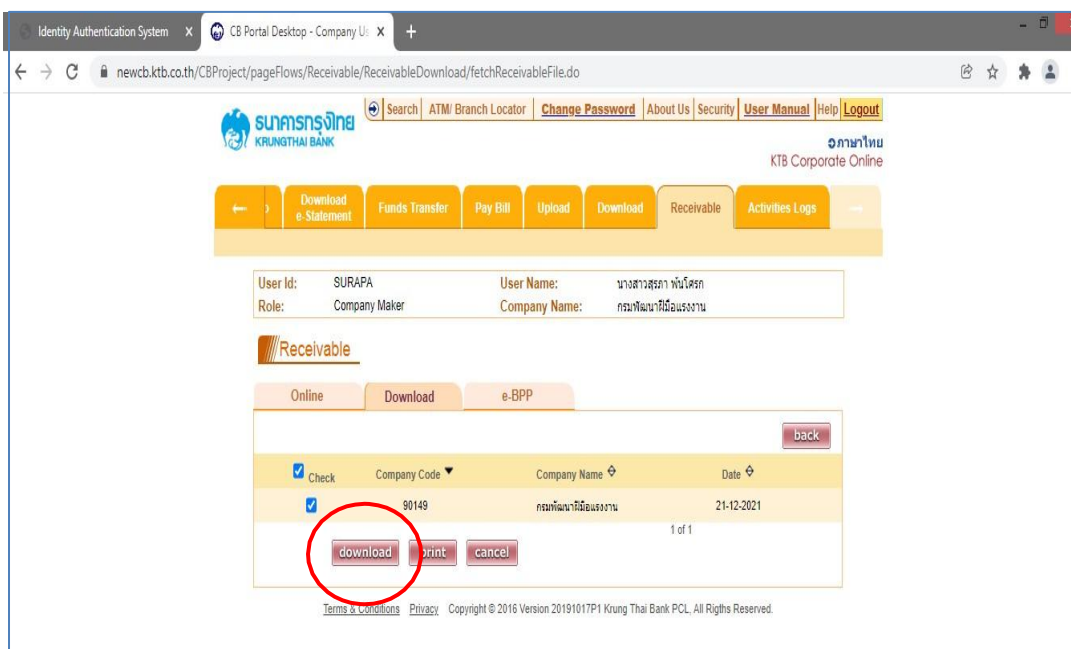 Identity Authentication System X CB Portal Desktop - Company Us X +
newcb.ktb.co.th/CBProject/pageFlows/Receivable/ReceivableDownload/fetchReceivableFile.do
Search ATM/ Branch Locator Change Password About Us Security User Manual Help Logout
ธนาคารกรุงไทย
KRUNGTHAI BANK
ภาษาไทย
KTB Corporate Online
Download e-Statement Funds Transfer Pay Bill Upload Download Receivable Activities Logs
User Id: SURAPA User Name: นางสาวสุรภา พันโศรก
Role: Company Maker Company Name: กรมพัฒนาฝีมือแรงงาน
Receivable
Online Download e-BPP
back
Check Company Code Company Name Date
90149 กรมพัฒนาฝีมือแรงงาน 21-12-2021
1 of 1
download print cancel
Terms & Conditions Privacy Copyright © 2016 Version 20191017P1 Krung Thai Bank PCL, All Rigths Reserved.